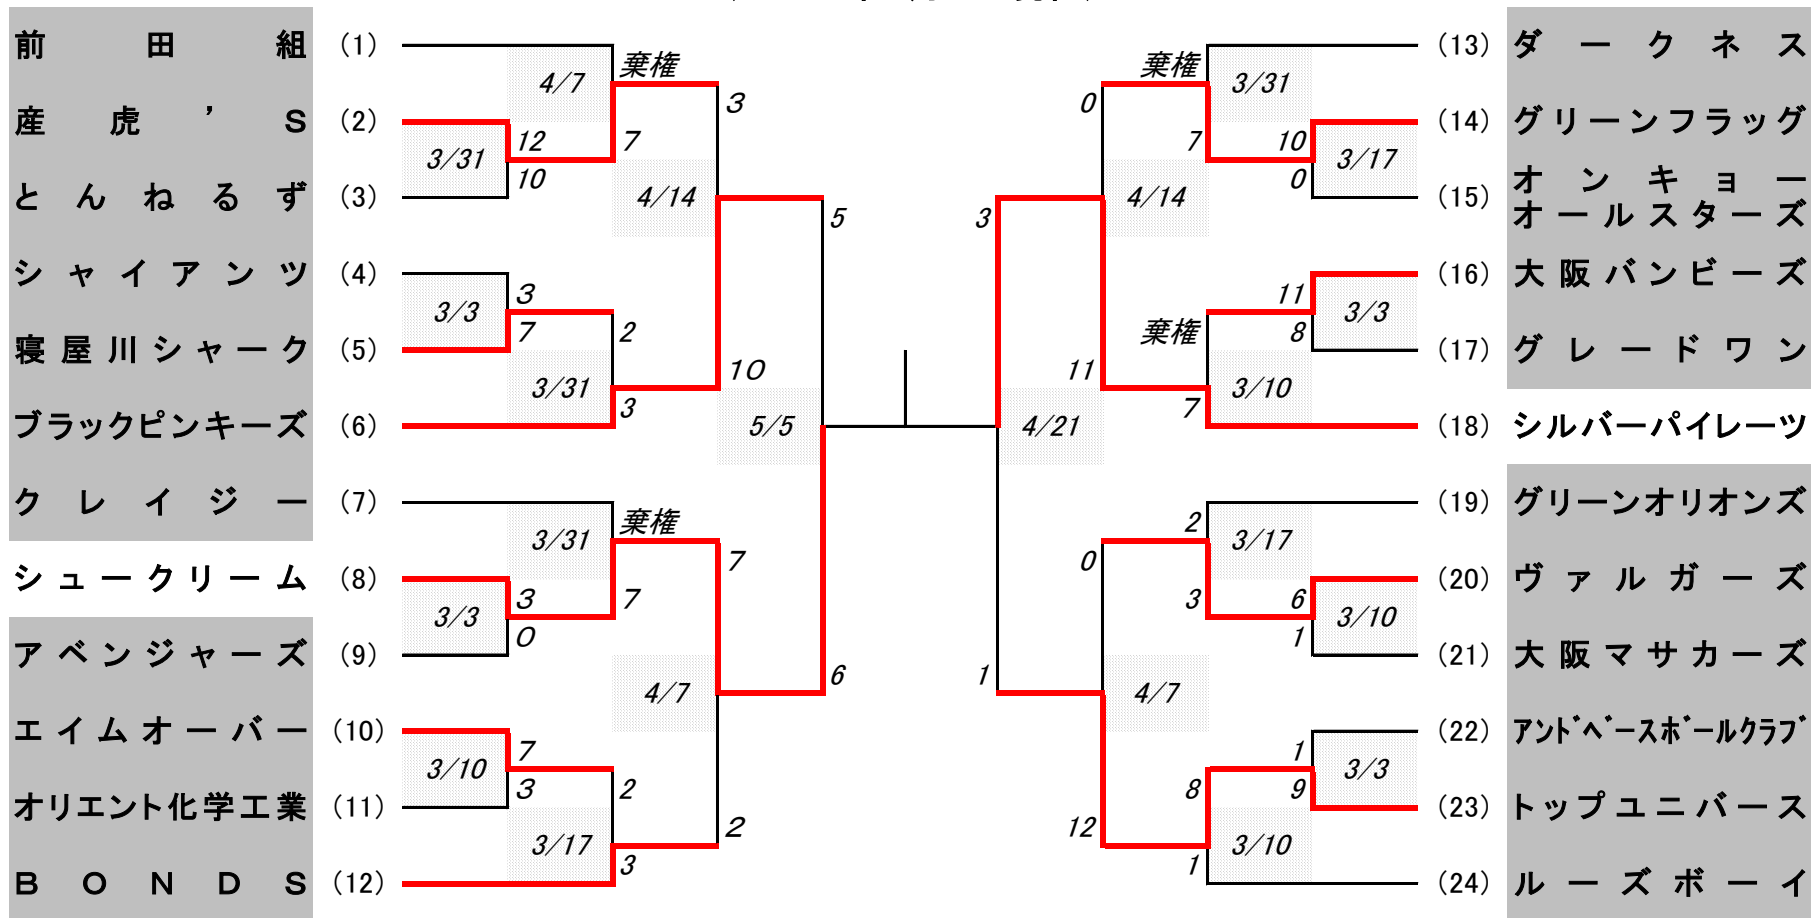 前田組 (1)
産虎’S (2)
とんねるず (3)
シャイアンツ (4)
寝屋川シャーク (5)
ブラックピンキーズ (6)
クレイジー (7)
シュークリーム (8)
アベンジャーズ (9)
エイムオーバー (10)
オリエント化学工業 (11)
BONDS (12)
4/7
棄権
7
3/31
12
10
3
4/14
3/3
3
7
2
3/31
3
10
5
5/5
3/31
棄権
7
3/3
3
0
7
4/7
3/10
7
3
2
3/17
3
2
6
3
4/21
1
0
棄権
3/31
7
10
3/17
0
4/14
11
11
3/3
8
棄権
3/10
7
2
3/17
0
3
6
3/10
1
4/7
1
3/3
9
8
12
3/10
1
(13) ダークネス
(14) グリーンフラッグ
(15) オンキョー
オールスターズ
(16) 大阪バンビーズ
(17) グレードワン
(18) シルバーパイレーツ
(19) グリーンオリオンズ
(20) ヴァルガーズ
(21) 大阪マサカーズ
(22) アンドベースボールクラブ
(23) トップユニバース
(24) ルーズボーイ